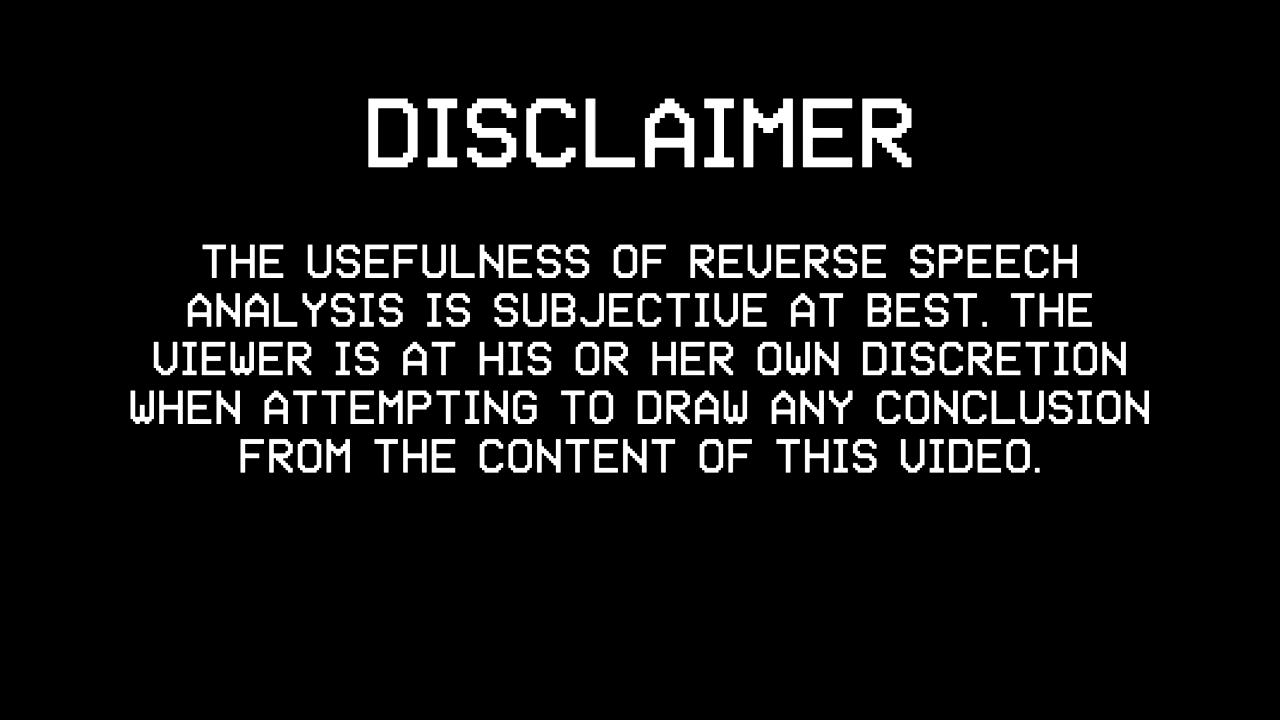 DISCLAIMER
THE USEFULNESS OF REVERSE SPEECH
ANALYSIS IS SUBJECTIVE AT BEST. THE
VIEWER IS AT HIS OR HER OWN DISCRETION
WHEN ATTEMPTING TO DRAW ANY CONCLUSION
FROM THE CONTENT OF THIS VIDEO.